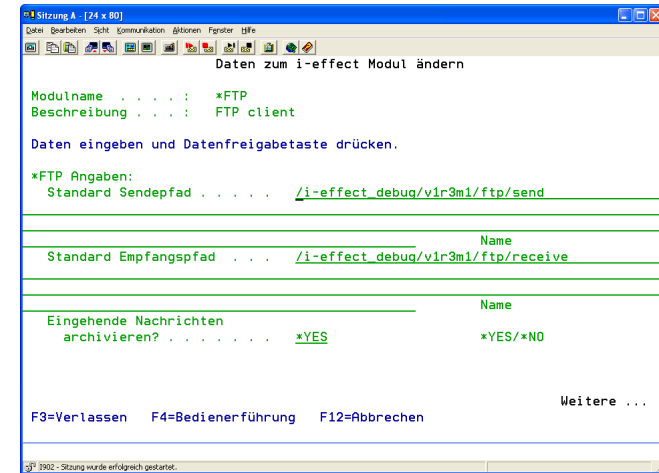 Sitzung A - [24 x 80]
Datei Bearbeiten Sicht Kommunikation Aktionen Fenster Hilfe
Daten zum i-effect Modul ändern
Modulname . . . . : *FTP
Beschreibung . . . : FTP client
Daten eingeben und Datenfreigabetaste drücken.
*FTP Angaben:
Standard Sendepfad . . . . . /i-effect_debug/v1r3m1/ftp/send
Name
Standard Empfangspfad . . . /i-effect_debug/v1r3m1/ftp/receive
Name
Eingehende Nachrichten
archivieren? . . . . . . . *YES *YES/*NO
Weitere ...
F3=Verlassen F4=Bedienerführung F12=Abbrechen
I902 - Sitzung wurde erfolgreich gestartet.